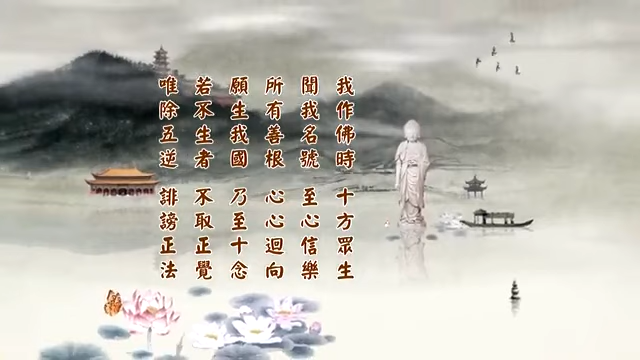 我作佛時 十方眾生
聞我名號 至心信樂
所有善根 心心迴向
願生我國 乃至十念
若不生者 不取正覺
唯除五逆 誹謗正法